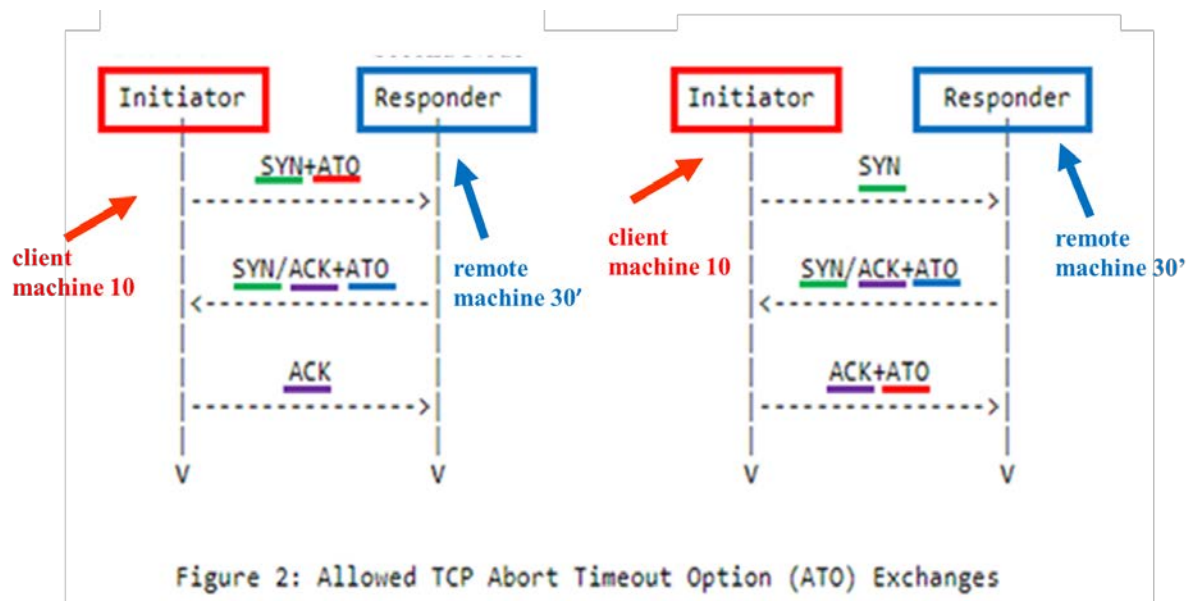 Initiator Responder Initiator Responder
SYN+ATO SYN
client machine 10
SYN/ACK+ATO
remote machine 30′
client machine 10
SYN/ACK+ATO
remote machine 30’
ACK ACK+ATO
V V V V
Figure 2: Allowed TCP Abort Timeout Option (ATO) Exchanges